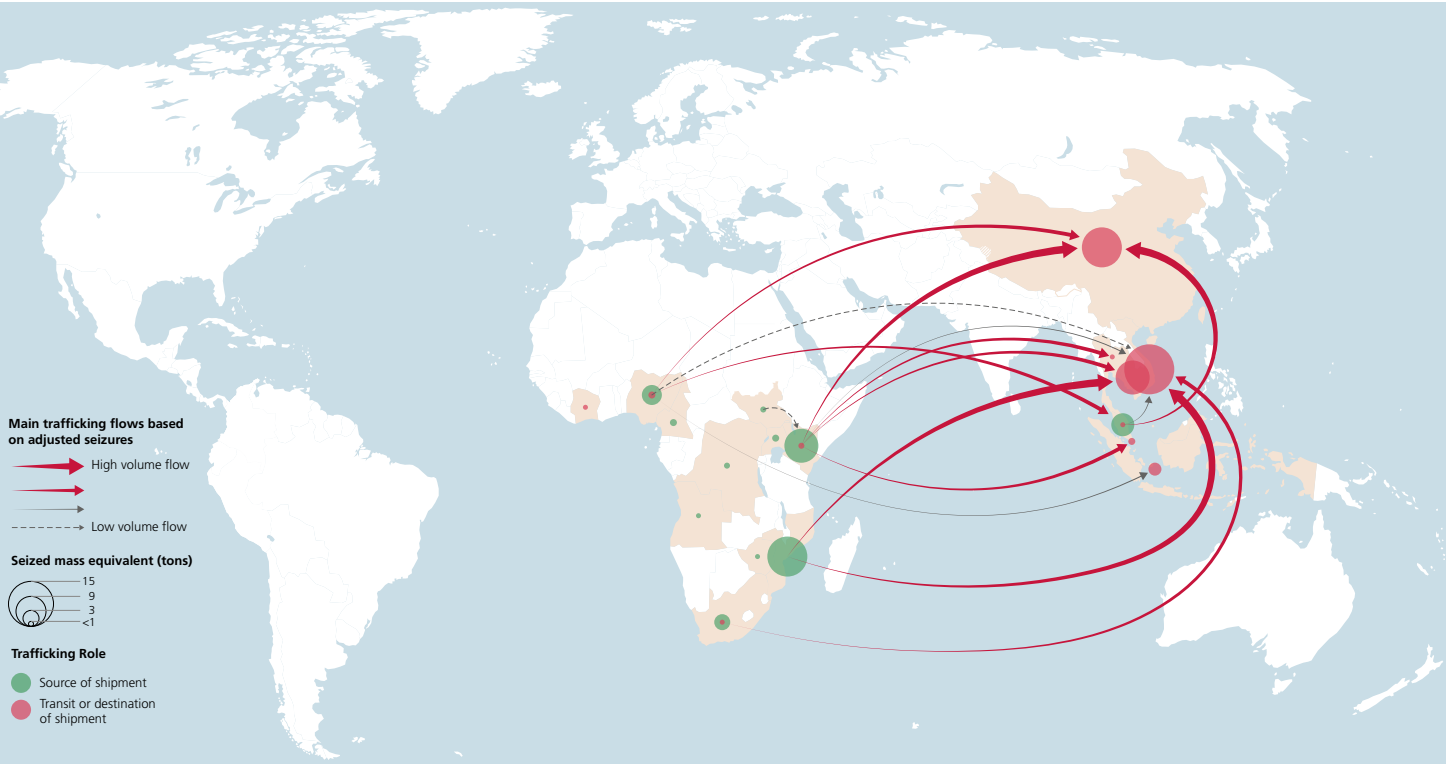 Main trafficking flows based
on adjusted seizures
High volume flow
Low volume flow
Seized mass equivalent (tons)
15
9
3
<1
Trafficking Role
Source of shipment
Transit or destination
of shipment